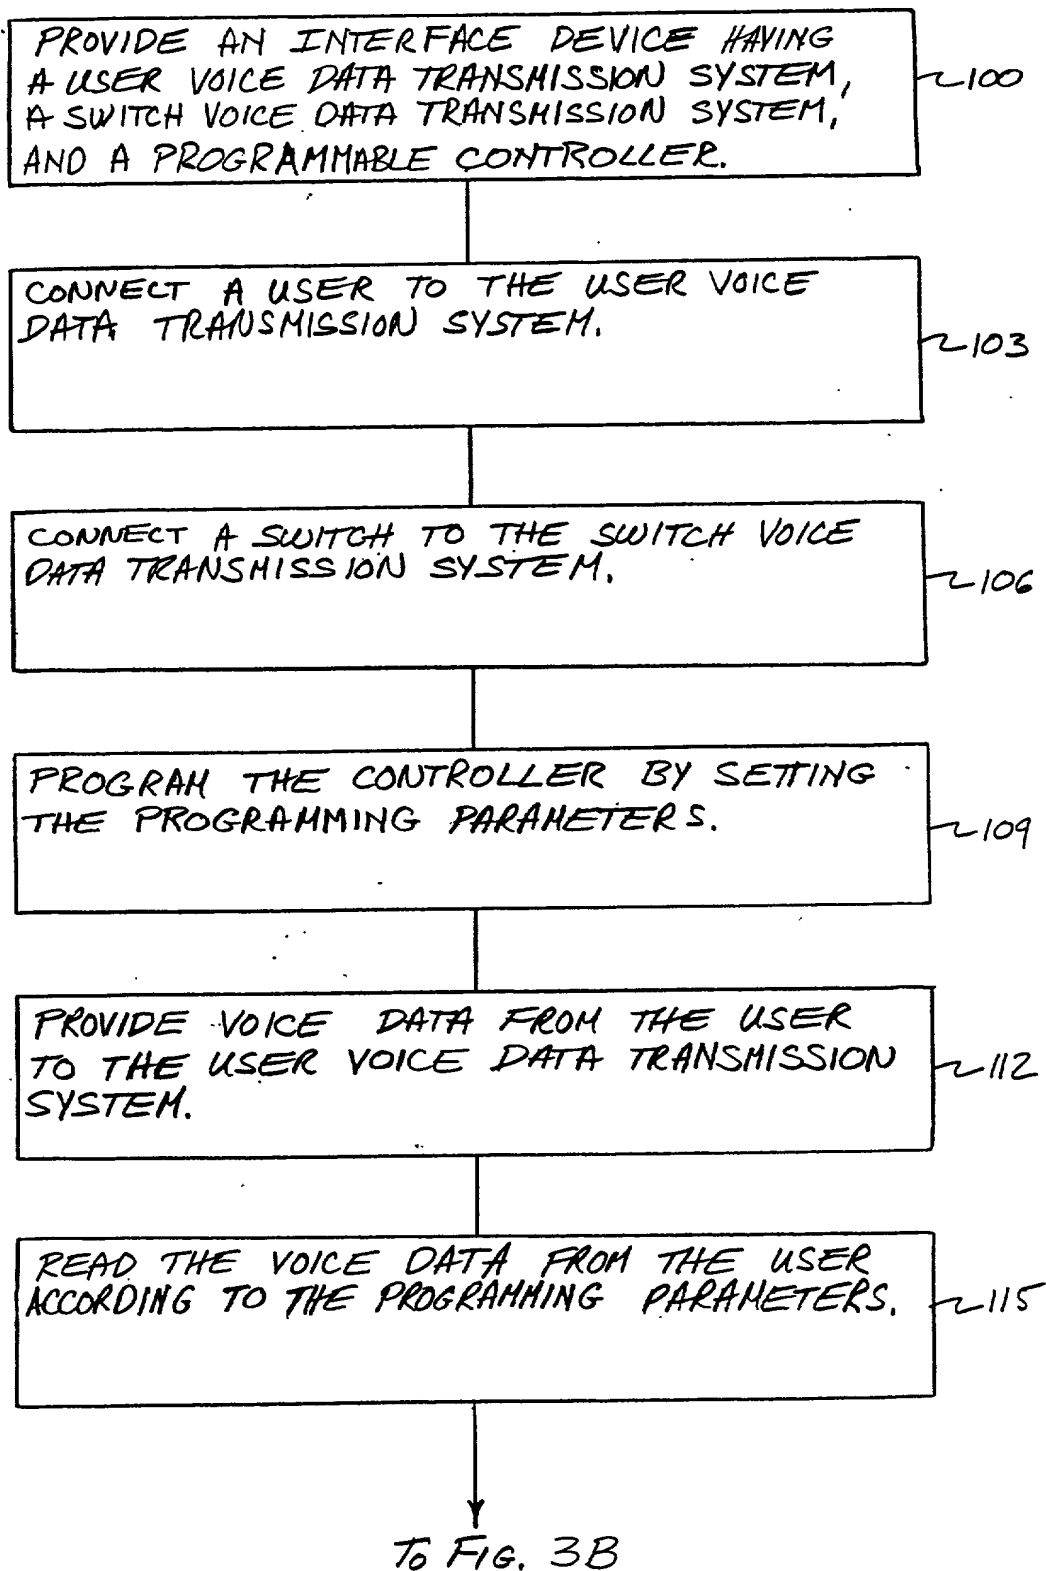 PROVIDE AN INTERFACE DEVICE HAVING
A USER VOICE DATA TRANSMISSION SYSTEM,
A SWITCH VOICE DATA TRANSMISSION SYSTEM,
AND A PROGRAMMABLE CONTROLLER.
100
CONNECT A USER TO THE USER VOICE
DATA TRANSMISSION SYSTEM.
103
CONNECT A SWITCH TO THE SWITCH VOICE
DATA TRANSMISSION SYSTEM.
106
PROGRAM THE CONTROLLER BY SETTING
THE PROGRAMMING PARAMETERS.
109
PROVIDE VOICE DATA FROM THE USER
TO THE USER VOICE DATA TRANSMISSION
SYSTEM.
112
READ THE VOICE DATA FROM THE USER
ACCORDING TO THE PROGRAMMING PARAMETERS.
115
TO FIG. 3B